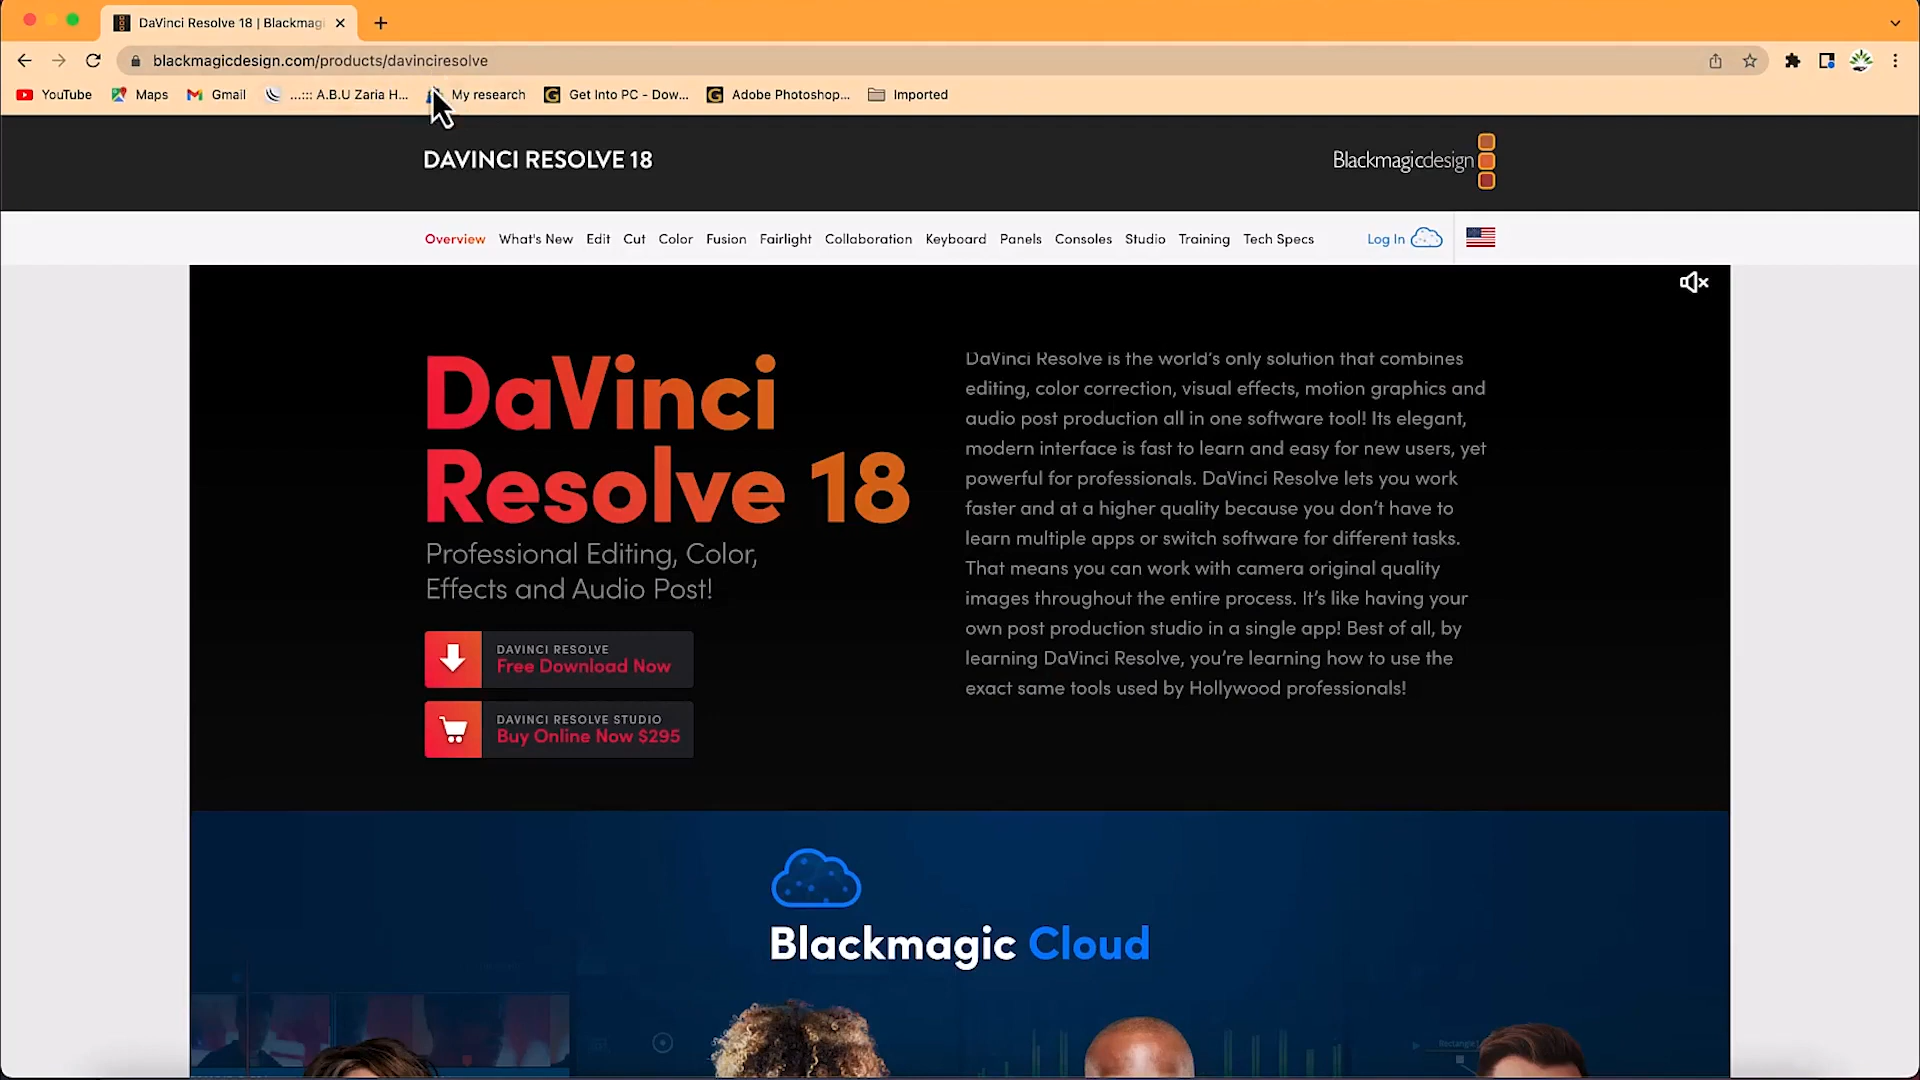 DaVinci Resolve 18 | Blackmagi
blackmagicdesign.com/products/davinciresolve
YouTube Maps Gmail ...::: A.B.U Zaria H... My research Get Into PC - Dow... Adobe Photoshop... Imported
DAVINCI RESOLVE 18
Blackmagicdesign
Overview What's New Edit Cut Color Fusion Fairlight Collaboration Keyboard Panels Consoles Studio Training Tech Specs Log In
DaVinci
Resolve 18
Professional Editing, Color,
Effects and Audio Post!
DAVINCI RESOLVE
Free Download Now
DAVINCI RESOLVE STUDIO
Buy Online Now $295
DaVinci Resolve is the world's only solution that combines
editing, color correction, visual effects, motion graphics and
audio post production all in one software tool! Its elegant,
modern interface is fast to learn and easy for new users, yet
powerful for professionals. DaVinci Resolve lets you work
faster and at a higher quality because you don't have to
learn multiple apps or switch software for different tasks.
That means you can work with camera original quality
images throughout the entire process. It's like having your
own post production studio in a single app! Best of all, by
learning DaVinci Resolve, you're learning how to use the
exact same tools used by Hollywood professionals!
Blackmagic Cloud
Rectangle